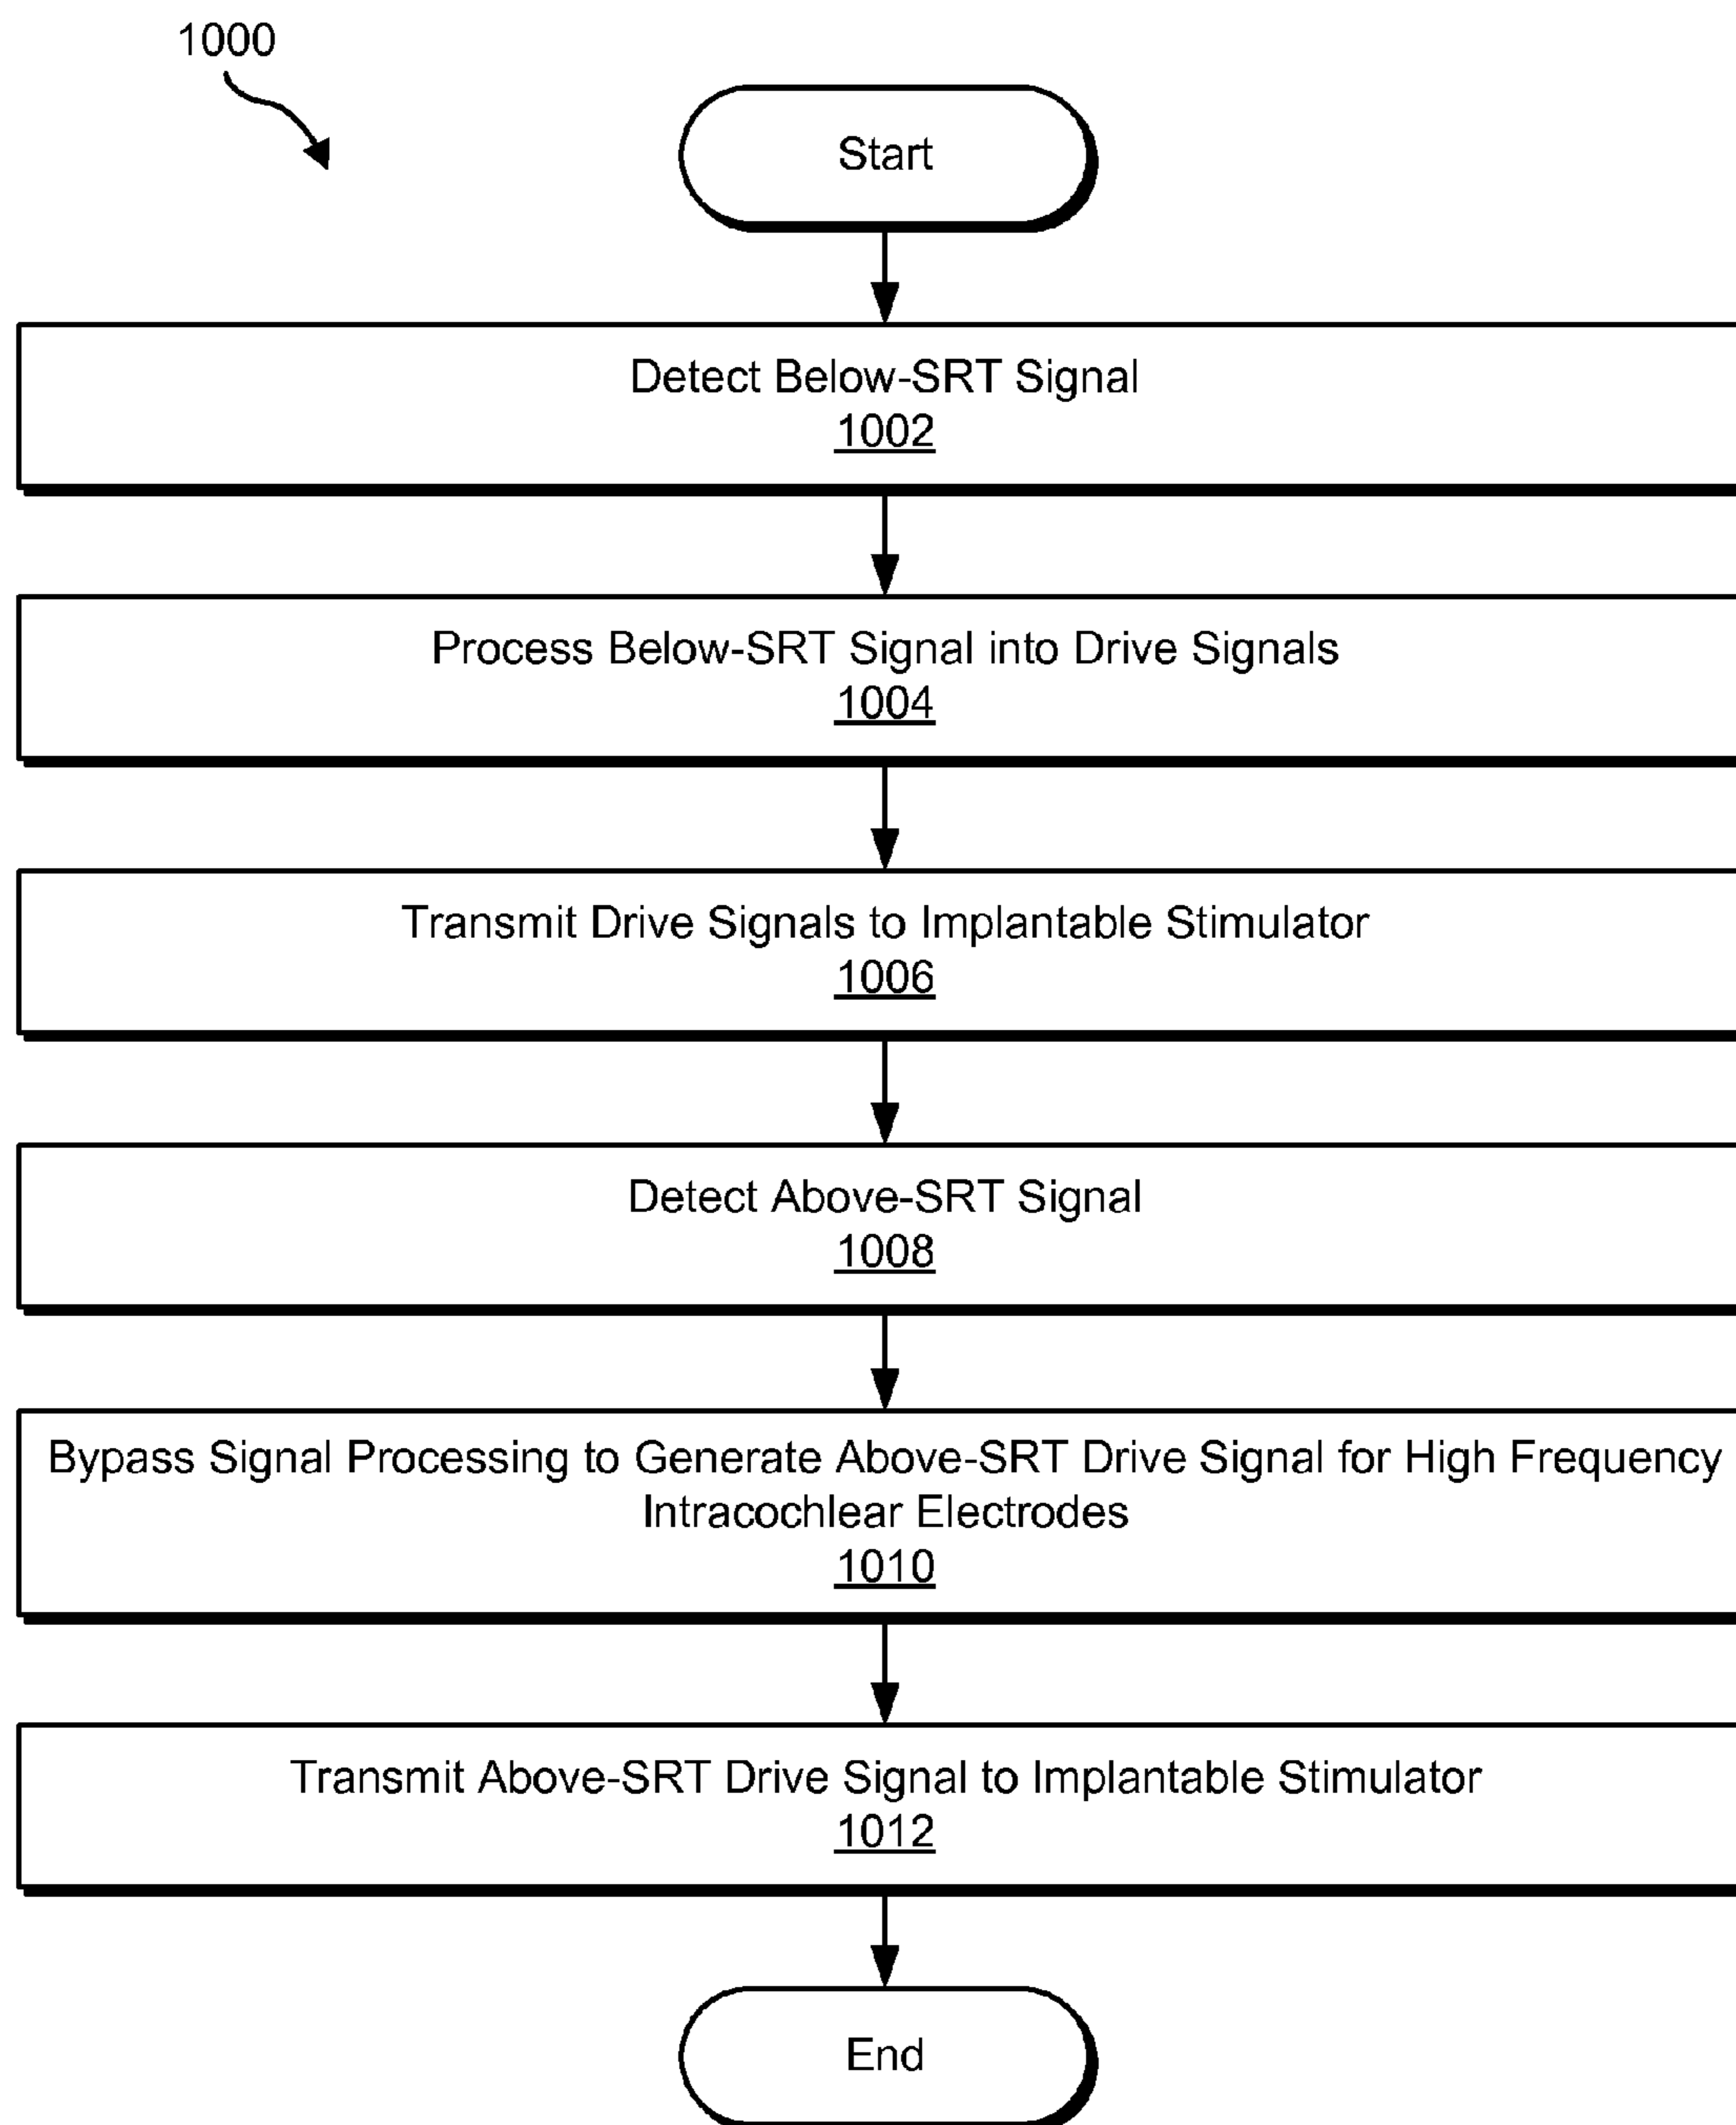 1000
Start
Detect Below-SRT Signal
1002
Process Below-SRT Signal into Drive Signals
1004
Transmit Drive Signals to Implantable Stimulator
1006
Detect Above-SRT Signal
1008
Bypass Signal Processing to Generate Above-SRT Drive Signal for High Frequency
Intracochlear Electrodes
1010
Transmit Above-SRT Drive Signal to Implantable Stimulator
1012
End